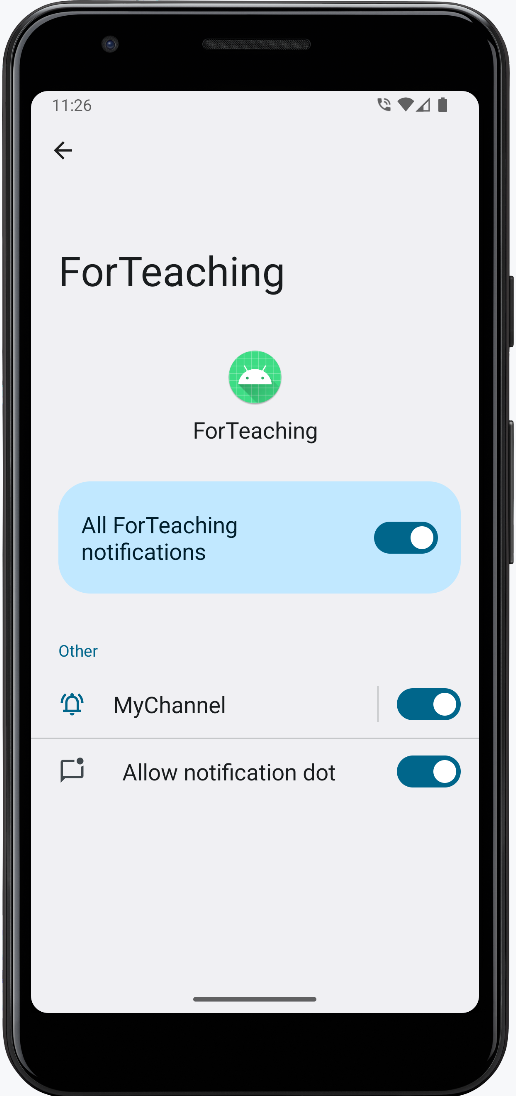 11:26
ForTeaching
ForTeaching
All ForTeaching
notifications
Other
MyChannel
Allow notification dot